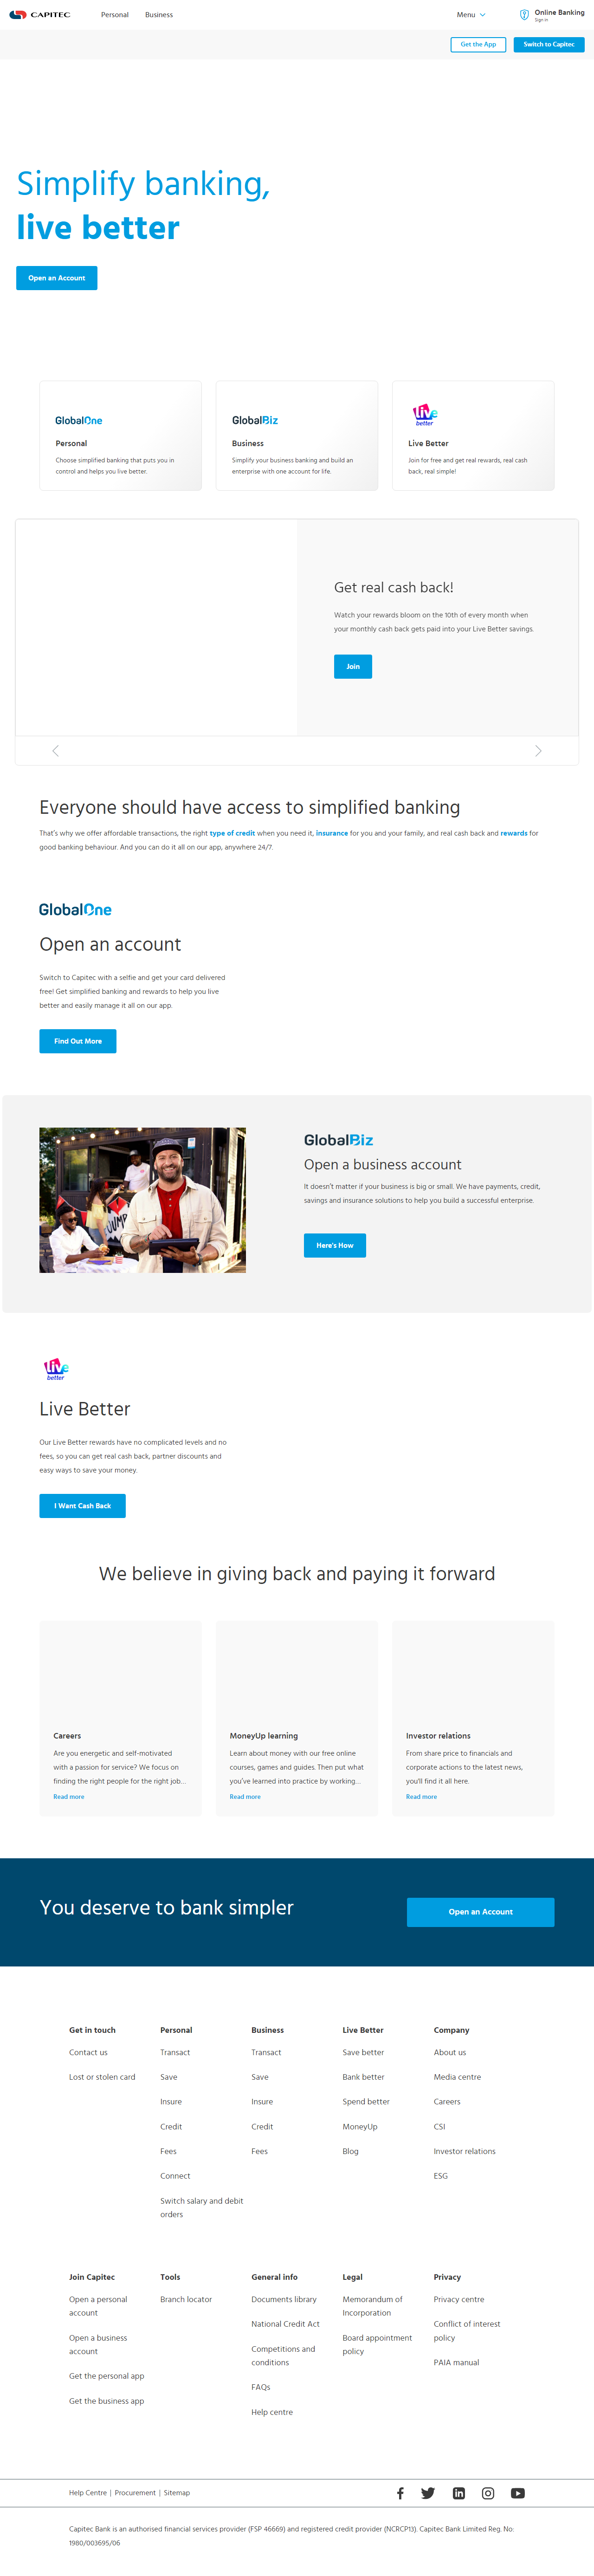 CAPITEC
Personal
Business
Menu
Online Banking
Sign in
Get the App
Switch to Capitec
Simplify banking,
live better
Open an Account
GlobalOne
Personal
Choose simplified banking that puts you in
control and helps you live better.
GlobalBiz
Business
Simplify your business banking and build an
enterprise with one account for life.
Live
better
Live Better
Join for free and get real rewards, real cash
back, real simple!
Get real cash back!
Watch your rewards bloom on the 10th of every month when
your monthly cash back gets paid into your Live Better savings.
Join
Everyone should have access to simplified banking
That's why we offer affordable transactions, the right type of credit when you need it, insurance for you and your family, and real cash back and rewards for
good banking behaviour. And you can do it all on our app, anywhere 24/7.
GlobalOne
Open an account
Switch to Capitec with a selfie and get your card delivered
free! Get simplified banking and rewards to help you live
better and easily manage it all on our app.
Find Out More
JUMP
GlobalBiz
Open a business account
It doesn't matter if your business is big or small. We have payments, credit,
savings and insurance solutions to help you build a successful enterprise.
Here's How
Live
better
Live Better
Our Live Better rewards have no complicated levels and no
fees, so you can get real cash back, partner discounts and
easy ways to save your money.
I Want Cash Back
We believe in giving back and paying it forward
Careers
Are you energetic and self-motivated
with a passion for service? We focus on
finding the right people for the right job...
Read more
MoneyUp learning
Learn about money with our free online
courses, games and guides. Then put what
you've learned into practice by working...
Read more
Investor relations
From share price to financials and
corporate actions to the latest news,
you'll find it all here.
Read more
You deserve to bank simpler
Open an Account
Get in touch
Contact us
Lost or stolen card
Personal
Transact
Save
Insure
Credit
Fees
Connect
Switch salary and debit
orders
Business
Transact
Save
Insure
Credit
Fees
Live Better
Save better
Bank better
Spend better
MoneyUp
Blog
Company
About us
Media centre
Careers
CSI
Investor relations
ESG
Join Capitec
Open a personal
account
Open a business
account
Get the personal app
Get the business app
Tools
Branch locator
General info
Documents library
National Credit Act
Competitions and
conditions
FAQs
Help centre
Legal
Memorandum of
Incorporation
Board appointment
policy
Privacy
Privacy centre
Conflict of interest
policy
PAIA manual
Help Centre | Procurement | Sitemap
Capitec Bank is an authorised financial services provider (FSP 46669) and registered credit provider (NCRCP13). Capitec Bank Limited Reg. No:
1980/003695/06